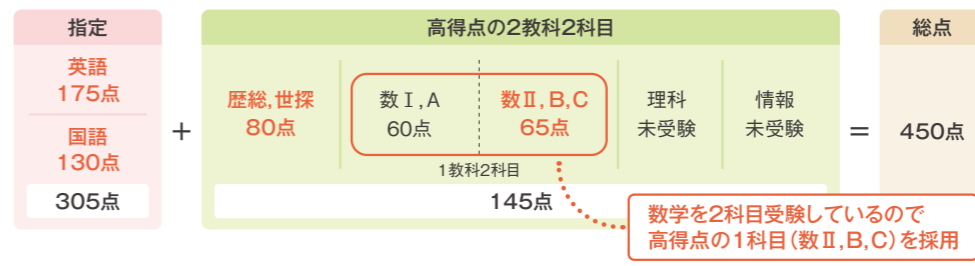 指定
英語
175点
国語
130点
305点
+
高得点の2教科2科目
歴総,世探
80点
数Ⅰ,A
60点
数Ⅱ,B,C
65点
1教科2科目
理科
未受験
情報
未受験
145点
=
総点
450点
数学を2科目受験しているので
高得点の1科目(数Ⅱ,B,C)を採用